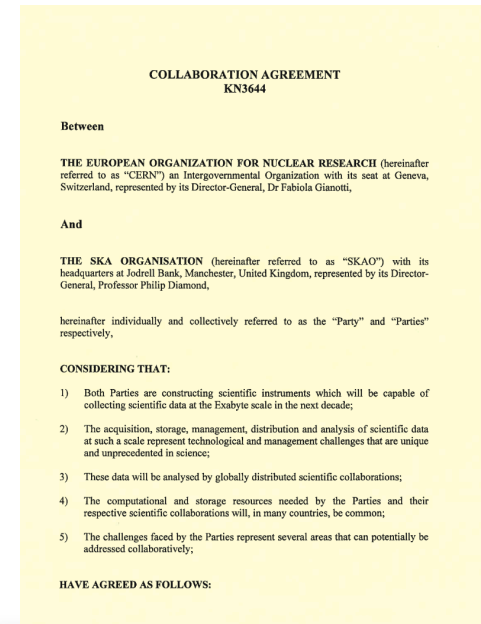 COLLABORATION AGREEMENT
KN3644
Between
THE EUROPEAN ORGANIZATION FOR NUCLEAR RESEARCH (hereinafter
referred to as “CERN”) an Intergovernmental Organization with its seat at Geneva,
Switzerland, represented by its Director-General, Dr Fabiola Gianotti,
And
THE SKA ORGANISATION (hereinafter referred to as “SKAO”) with its
headquarters at Jodrell Bank, Manchester, United Kingdom, represented by its Director-
General, Professor Philip Diamond,
hereinafter individually and collectively referred to as the “Party” and “Parties”
respectively,
CONSIDERING THAT:
1) Both Parties are constructing scientific instruments which will be capable of
collecting scientific data at the Exabyte scale in the next decade;
2) The acquisition, storage, management, distribution and analysis of scientific data
at such a scale represent technological and management challenges that are unique
and unprecedented in science;
3) These data will be analysed by globally distributed scientific collaborations;
4) The computational and storage resources needed by the Parties and their
respective scientific collaborations will, in many countries, be common;
5) The challenges faced by the Parties represent several areas that can potentially be
addressed collaboratively;
HAVE AGREED AS FOLLOWS: